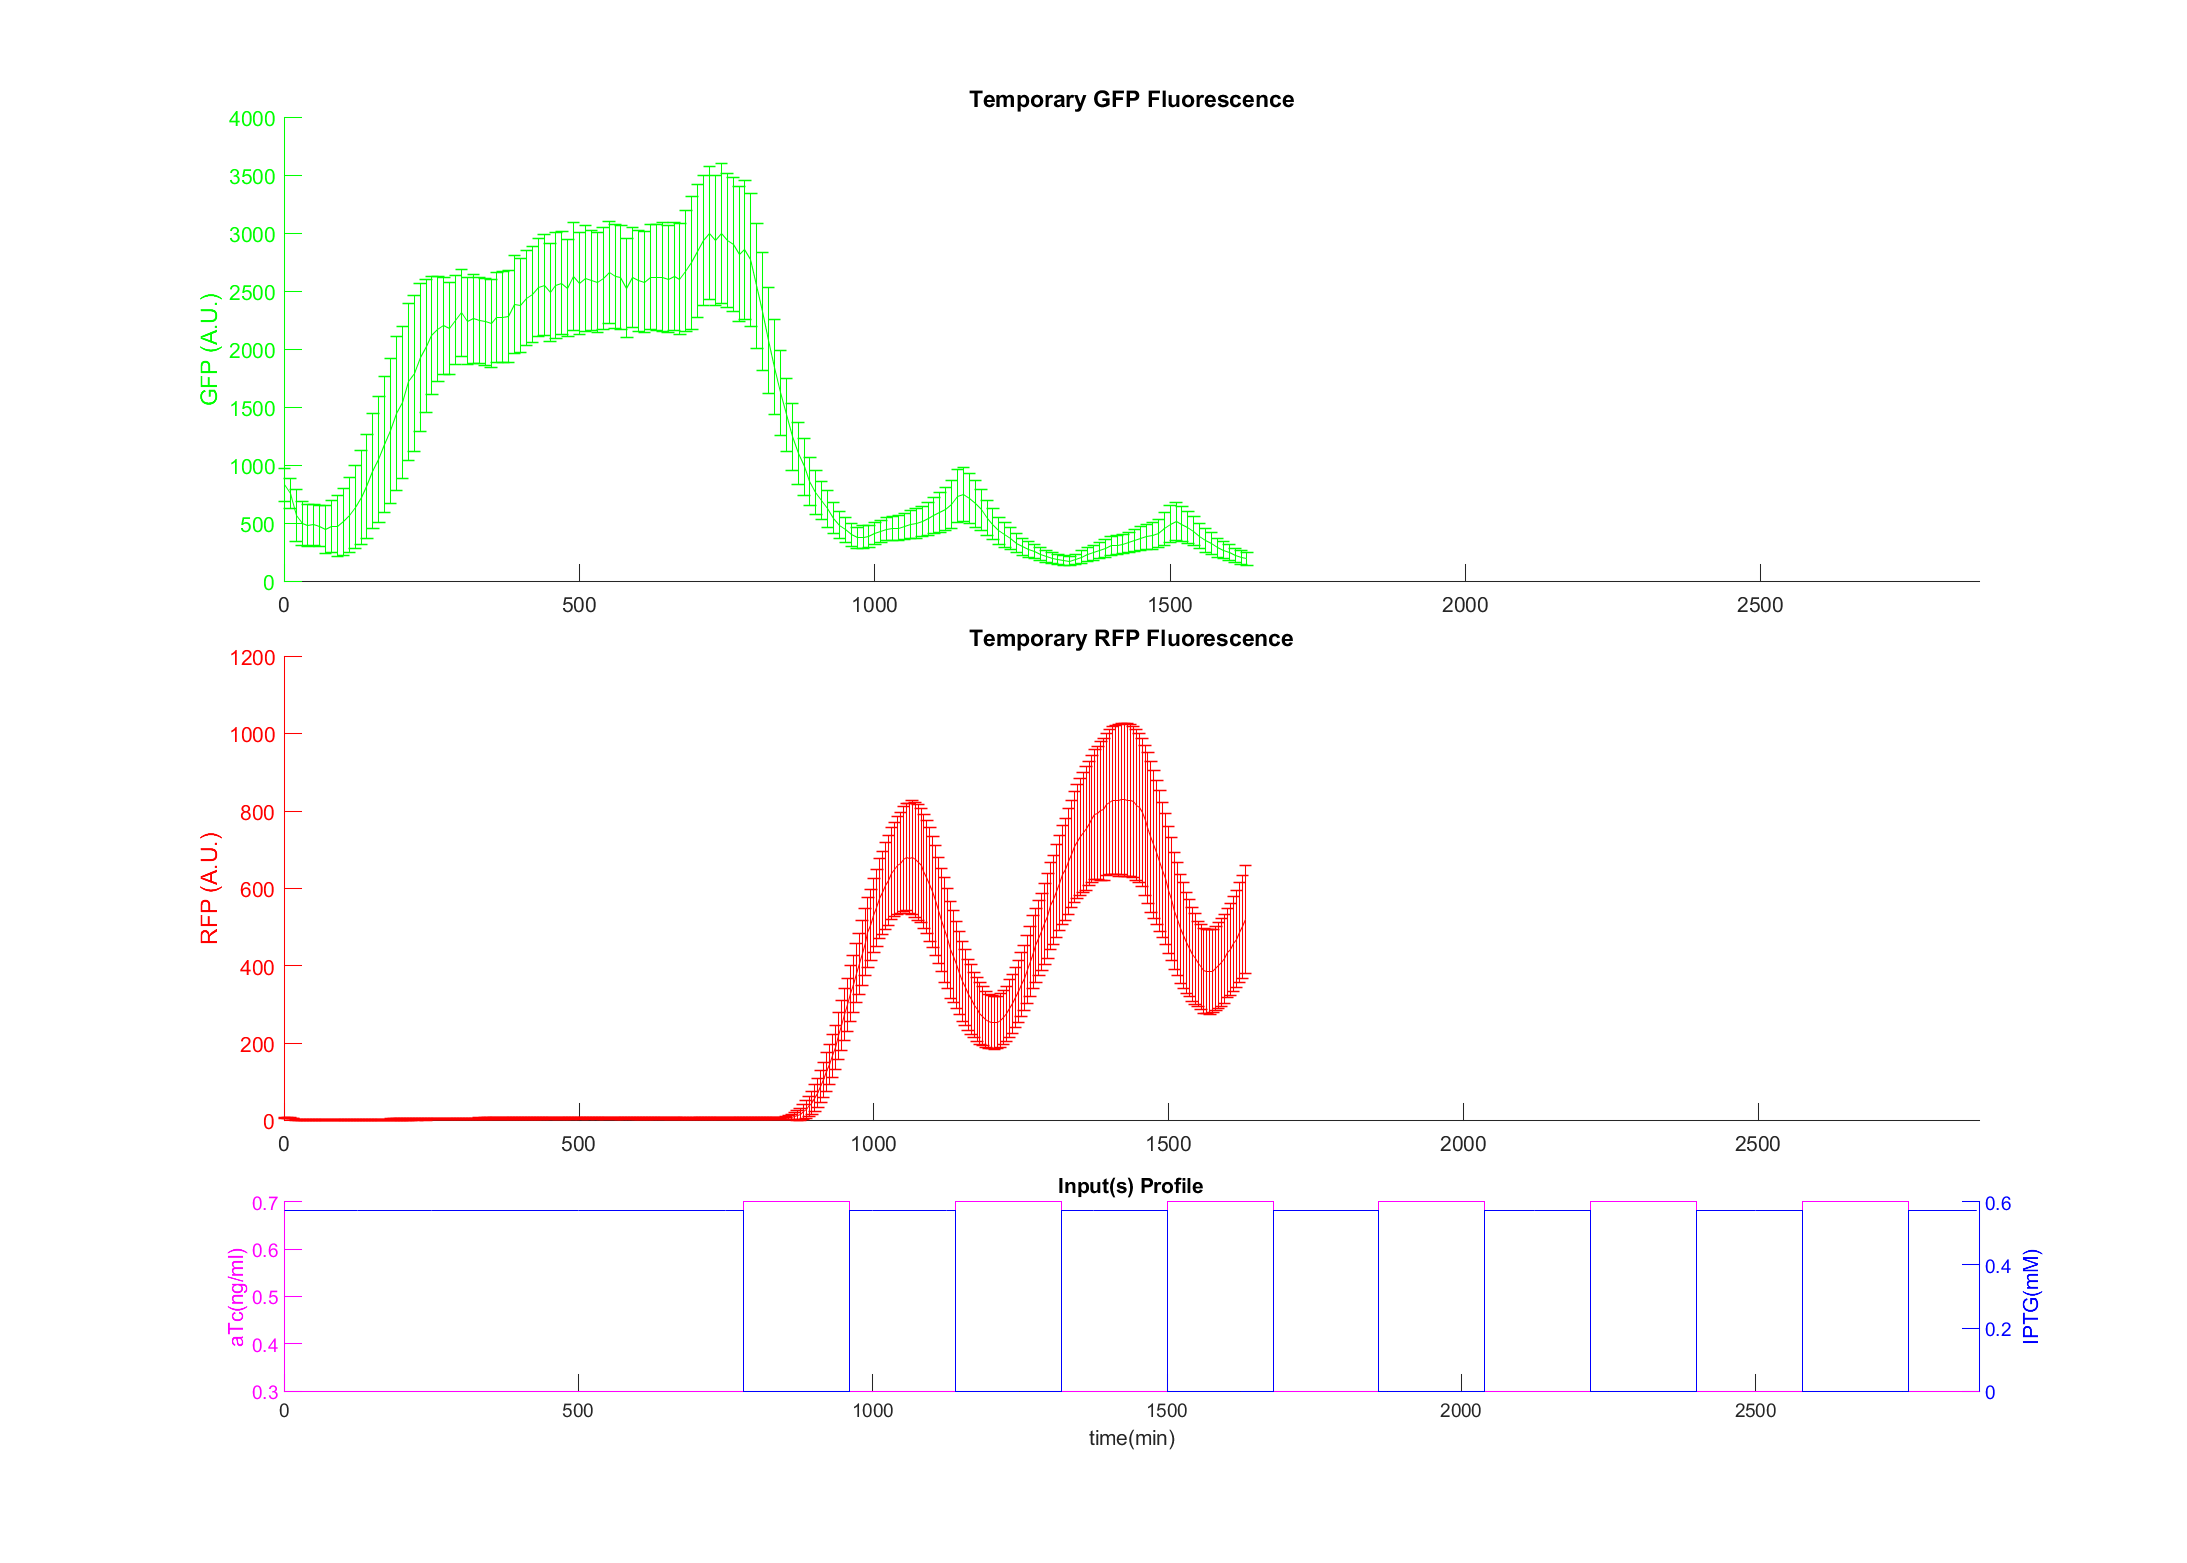 Temporary GFP Fluorescence
4000
3500
3000
2500
2000
1500
1000
500
0
GFP (A.U.)
0 500 1000 1500 2000 2500
Temporary RFP Fluorescence
1200
1000
800
600
400
200
0
RFP (A.U.)
0 500 1000 1500 2000 2500
Input(s) Profile
0.7
0.6
0.5
0.4
0.3
aTc(ng/ml)
0.6
0.4
0.2
0
IPTG(mM)
0 500 1000 1500 2000 2500
time(min)